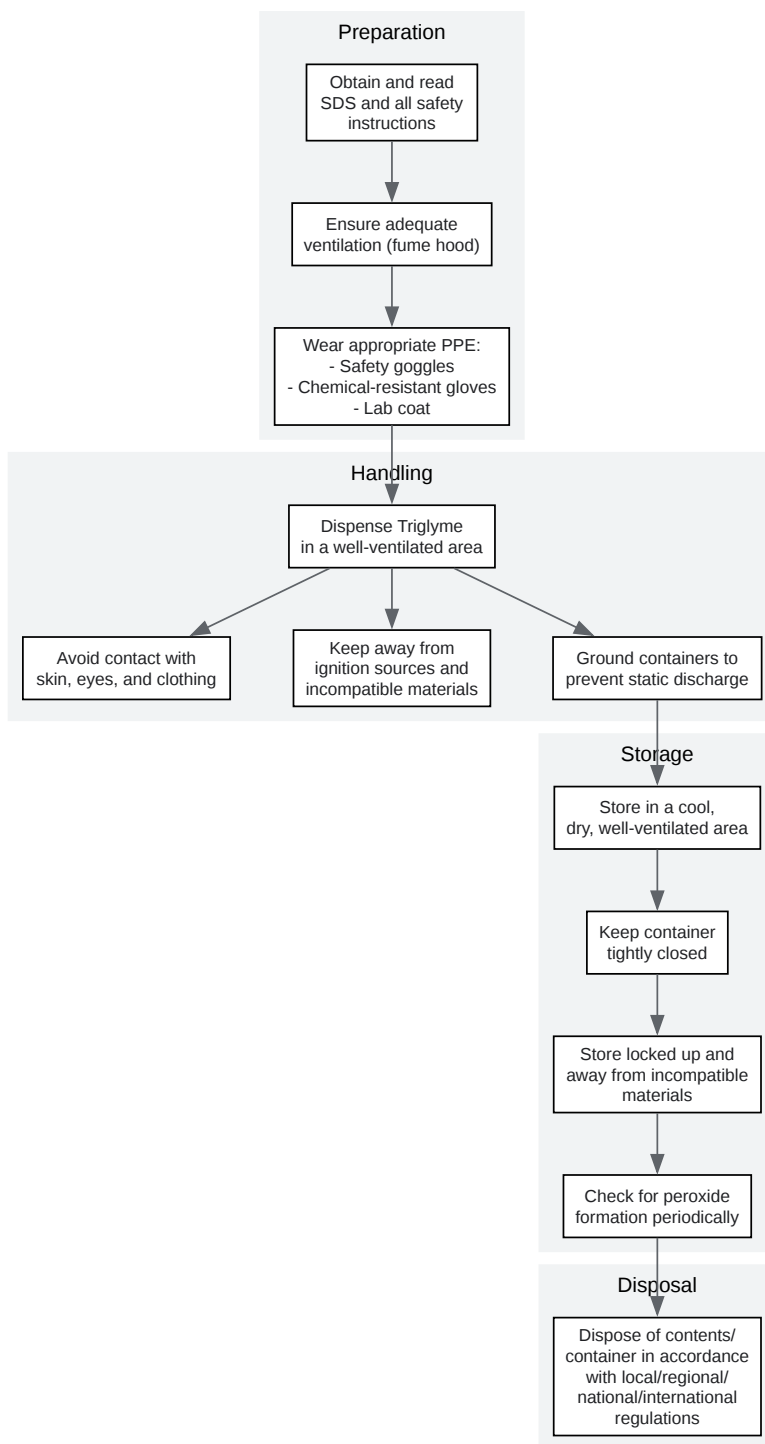 Preparation
Obtain and read
SDS and all safety
instructions
Ensure adequate
ventilation (fume hood)
Wear appropriate PPE:
- Safety goggles
- Chemical-resistant gloves
- Lab coat
Handling
Dispense Triglyme
in a well-ventilated area
Avoid contact with
skin, eyes, and clothing
Keep away from
ignition sources and
incompatible materials
Ground containers to
prevent static discharge
Storage
Store in a cool,
dry, well-ventilated area
Keep container
tightly closed
Store locked up and
away from incompatible
materials
Check for peroxide
formation periodically
Disposal
Dispose of contents/
container in accordance
with local/regional/
national/international
regulations